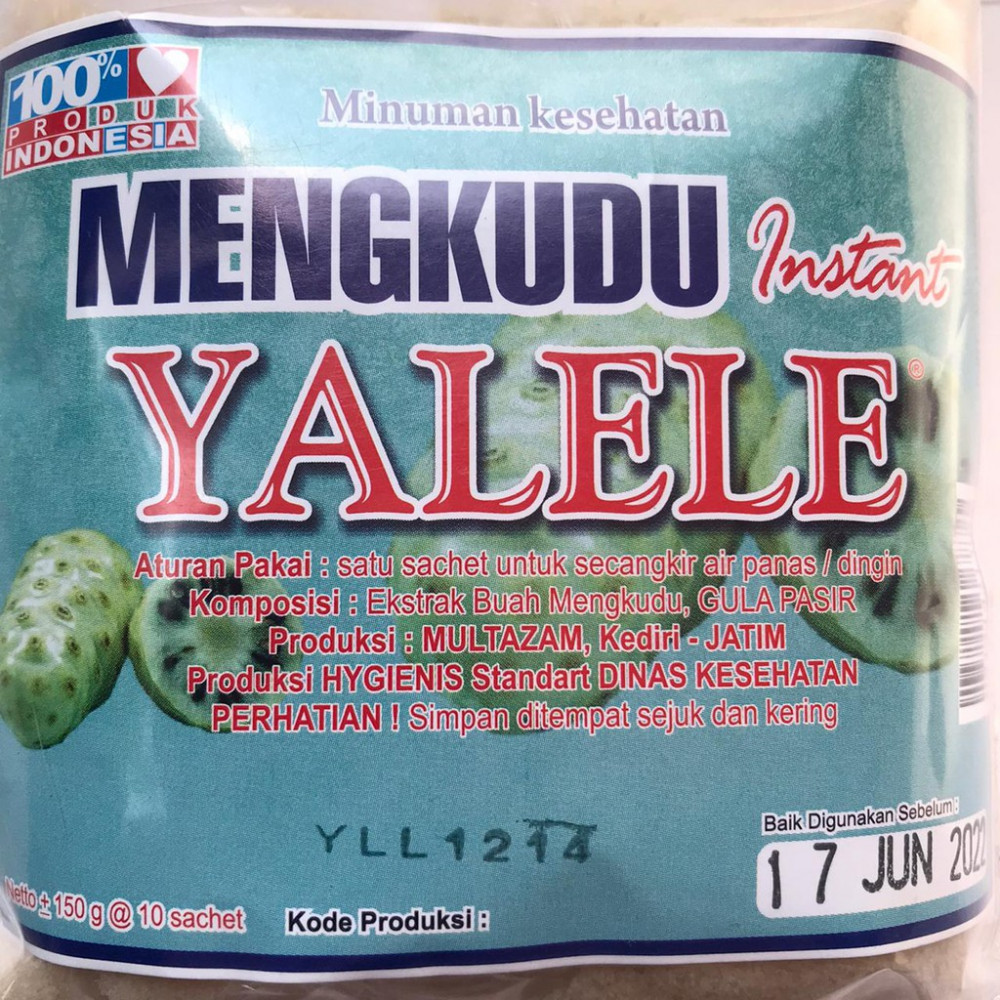 100%
PRODUK
INDONESIA
Minuman kesehatan
MENGKUDU Instant
YALELE®
Aturan Pakai : satu sachet untuk secangkir air panas / dingin
Komposisi : Ekstrak Buah Mengkudu, GULA PASIR
Produksi : MULTAZAM, Kediri - JATIM
Produksi HYGIENIS Standart DINAS KESEHATAN
PERHATIAN ! Simpan ditempat sejuk dan kering
YLL1214
Baik Digunakan Sebelum :
17 JUN 2022
Netto ± 150 g @ 10 sachet
Kode Produksi :